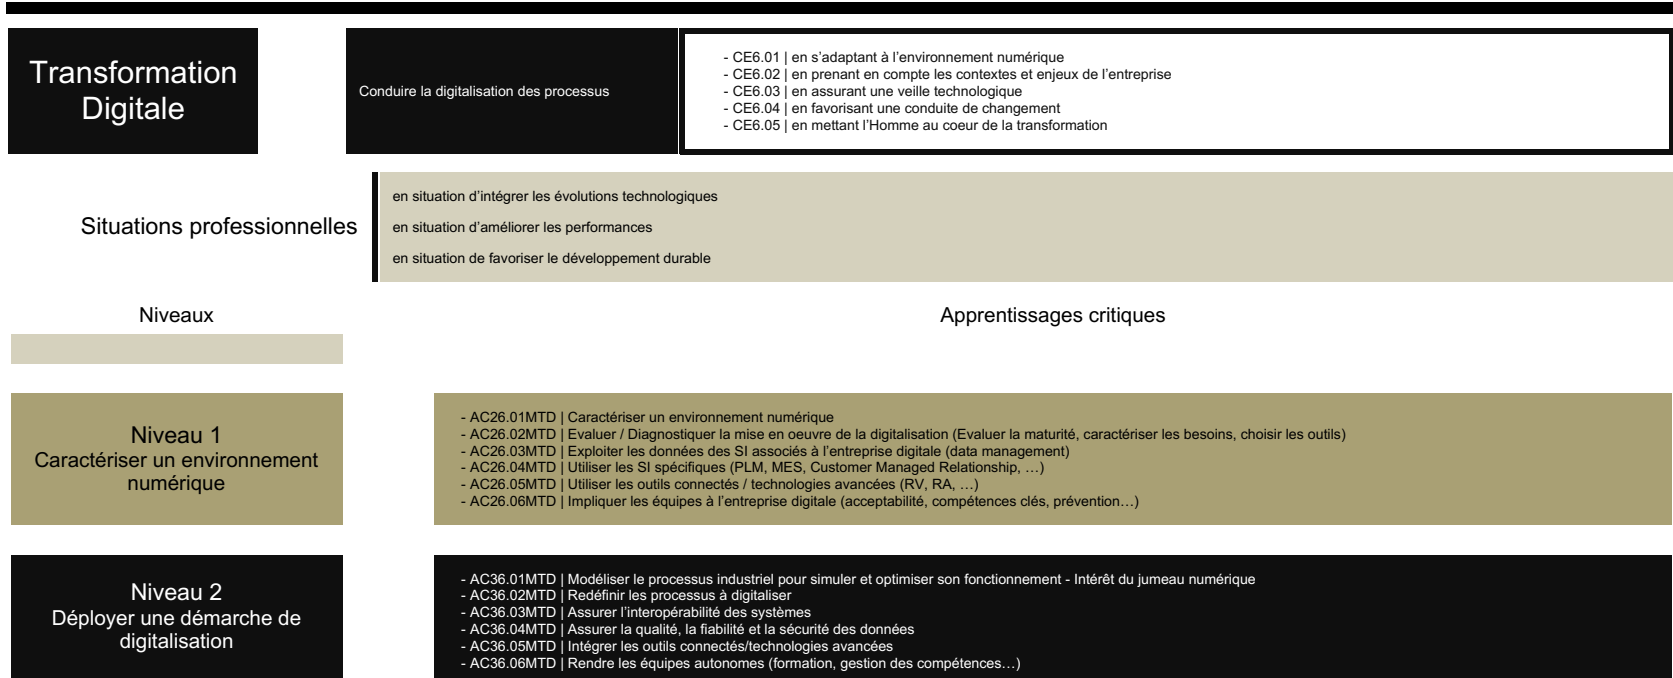 Transformation
Digitale
Conduire la digitalisation des processus
- CE6.01 | en s’adaptant à l’environnement numérique
- CE6.02 | en prenant en compte les contextes et enjeux de l’entreprise
- CE6.03 | en assurant une veille technologique
- CE6.04 | en favorisant une conduite de changement
- CE6.05 | en mettant l’Homme au coeur de la transformation
Situations professionnelles
en situation d’intégrer les évolutions technologiques
en situation d’améliorer les performances
en situation de favoriser le développement durable
Niveaux
Apprentissages critiques
Niveau 1
Caractériser un environnement
numérique
- AC26.01MTD | Caractériser un environnement numérique
- AC26.02MTD | Evaluer / Diagnostiquer la mise en oeuvre de la digitalisation (Evaluer la maturité, caractériser les besoins, choisir les outils)
- AC26.03MTD | Exploiter les données des SI associés à l’entreprise digitale (data management)
- AC26.04MTD | Utiliser les SI spécifiques (PLM, MES, Customer Managed Relationship, …)
- AC26.05MTD | Utiliser les outils connectés / technologies avancées (RV, RA, …)
- AC26.06MTD | Impliquer les équipes à l’entreprise digitale (acceptabilité, compétences clés, prévention…)
Niveau 2
Déployer une démarche de
digitalisation
- AC36.01MTD | Modéliser le processus industriel pour simuler et optimiser son fonctionnement - Intérêt du jumeau numérique
- AC36.02MTD | Redéfinir les processus à digitaliser
- AC36.03MTD | Assurer l’interopérabilité des systèmes
- AC36.04MTD | Assurer la qualité, la fiabilité et la sécurité des données
- AC36.05MTD | Intégrer les outils connectés/technologies avancées
- AC36.06MTD | Rendre les équipes autonomes (formation, gestion des compétences…)